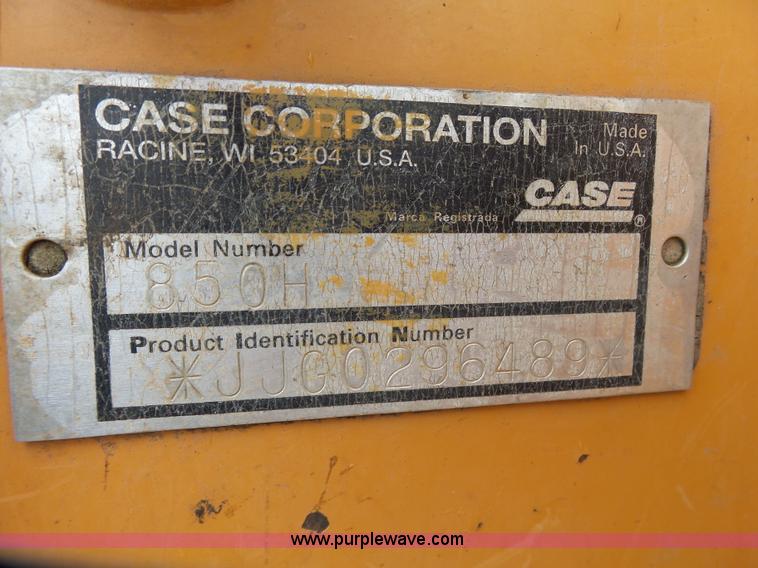 CASE CORPORATION
RACINE, WI 53404 U.S.A.
Made
In U.S.A.
CASE
Marca Registrada
®
Model Number
850H
Product Identification Number
*JJG0296489*
www.purplewave.com